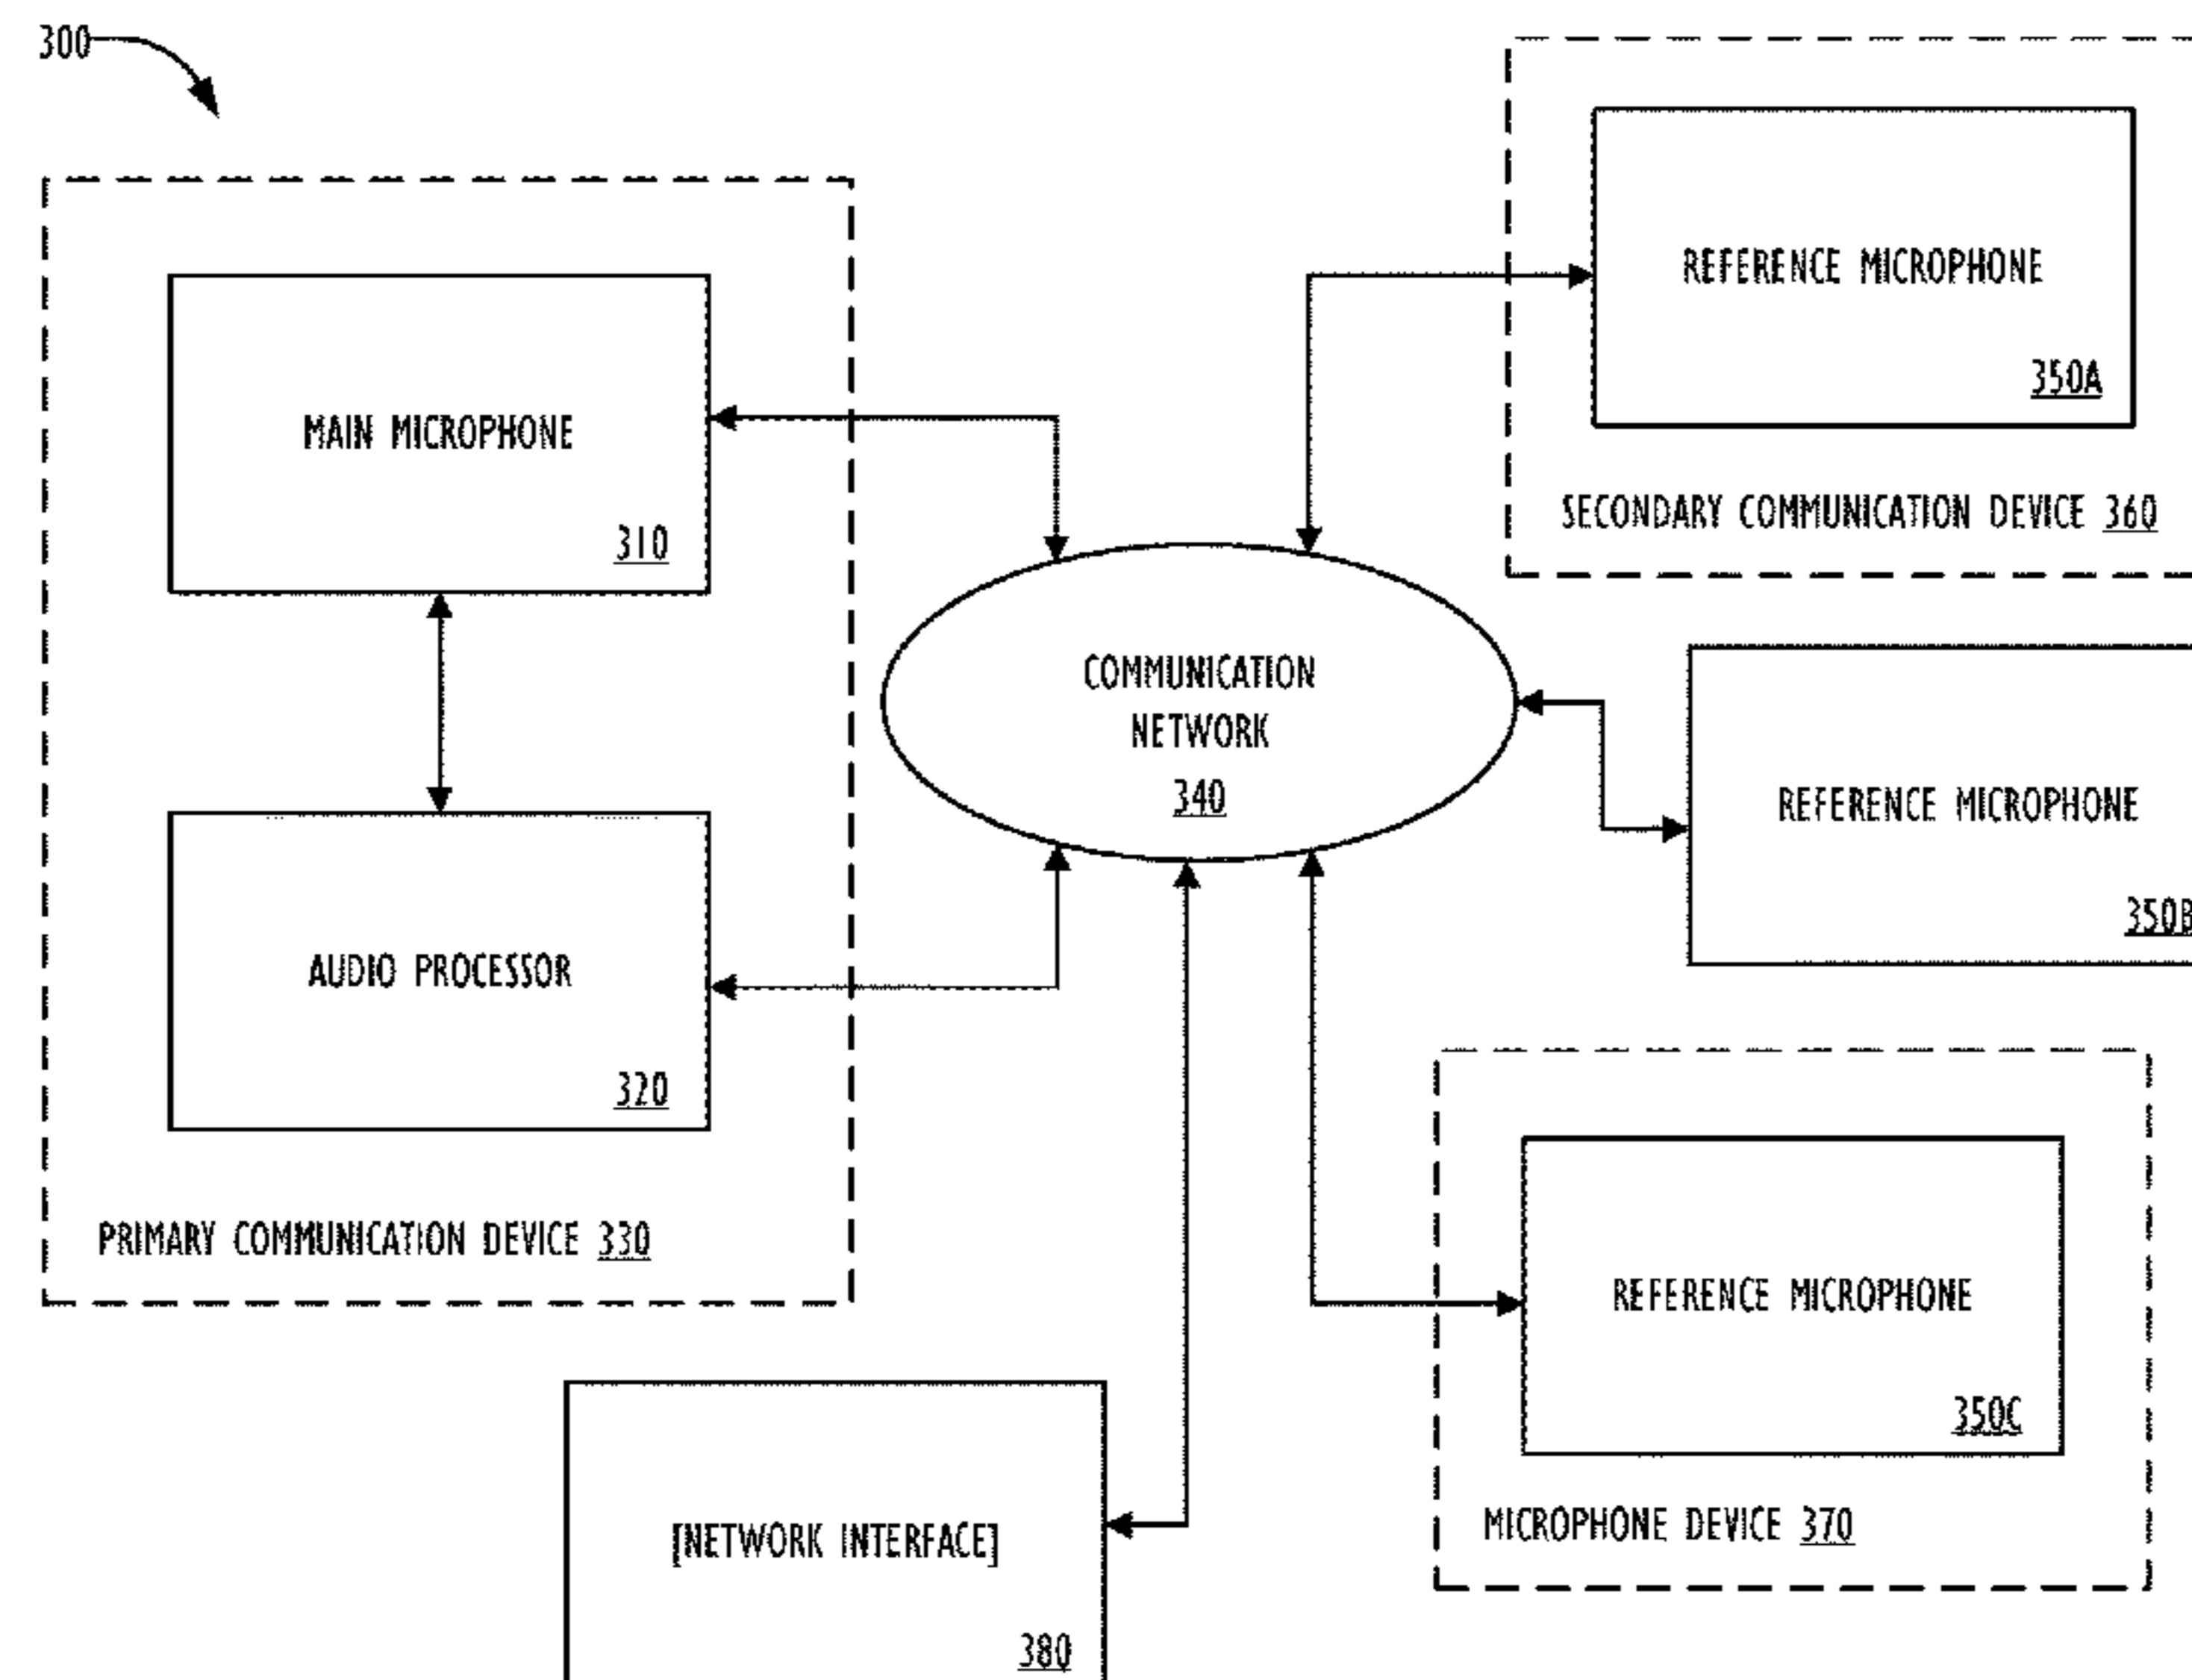 300
MAIN MICROPHONE
310
AUDIO PROCESSOR
320
PRIMARY COMMUNICATION DEVICE 330
COMMUNICATION
NETWORK
340
REFERENCE MICROPHONE
350A
SECONDARY COMMUNICATION DEVICE 360
REFERENCE MICROPHONE
350B
REFERENCE MICROPHONE
350C
MICROPHONE DEVICE 370
[NETWORK INTERFACE]
380